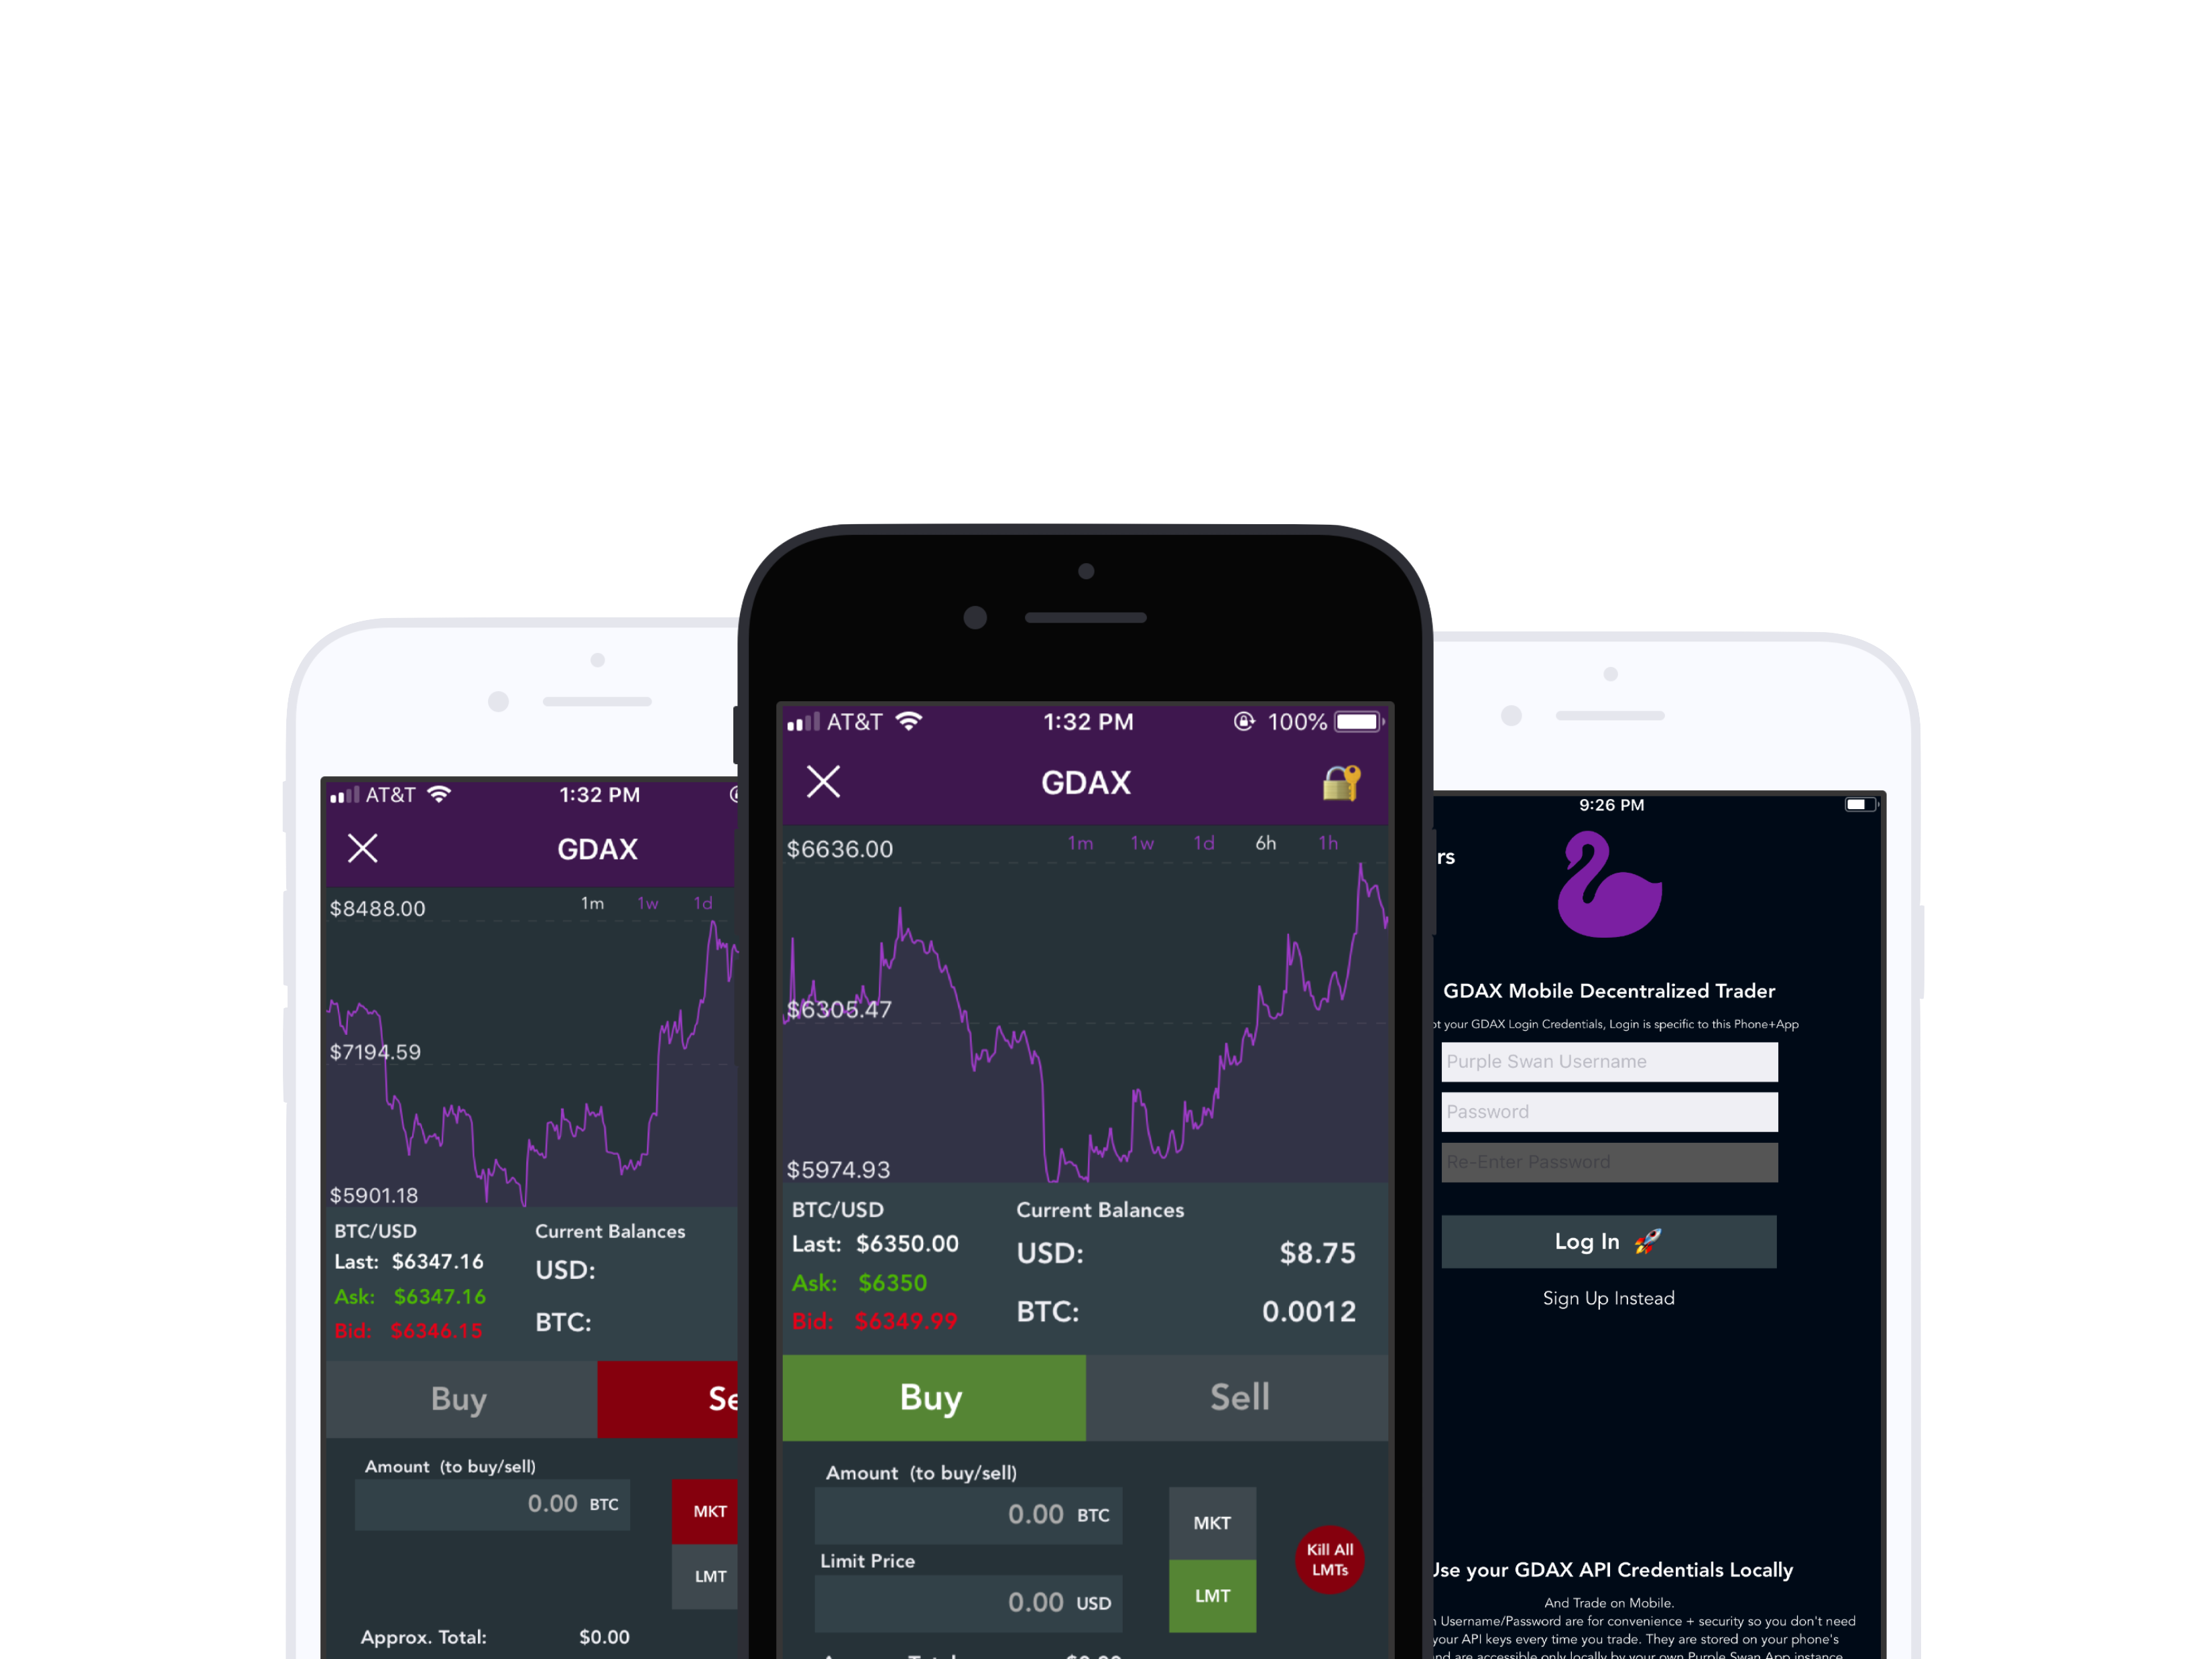 AT&T 1:32 PM
GDAX
$8488.00 1m 1w 1d
$7194.59
$5901.18
BTC/USD Current Balances
Last: $6347.16 USD:
Ask: $6347.16
Bid: $6346.15 BTC:
Buy Se
Amount (to buy/sell)
0.00 BTC MKT
LMT
Approx. Total: $0.00
AT&T 1:32 PM 100%
GDAX
$6636.00 1m 1w 1d 6h 1h
$6305.47
$5974.93
BTC/USD Current Balances
Last: $6350.00 USD: $8.75
Ask: $6350
Bid: $6349.99 BTC: 0.0012
Buy Sell
Amount (to buy/sell)
0.00 BTC MKT
Kill All
LMTs
Limit Price
0.00 USD LMT
9:26 PM
rs
GDAX Mobile Decentralized Trader
your GDAX Login Credentials, Login is specific to this Phone+App
Purple Swan Username
Password
Re-Enter Password
Log In 🚀
Sign Up Instead
Use your GDAX API Credentials Locally
And Trade on Mobile.
Username/Password are for convenience + security so you don't need
your API keys every time you trade. They are stored on your phone's
and are accessible only locally by your own Purple Swan App instance